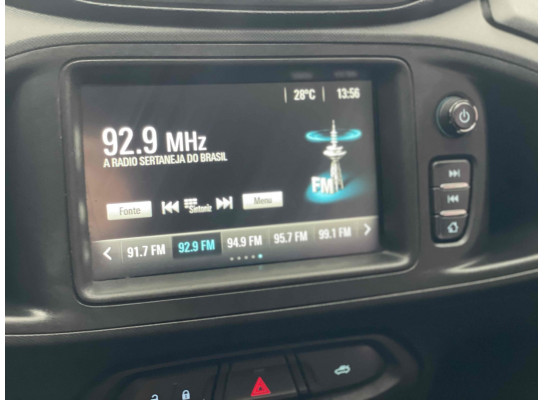 28°C 13:56
92.9 MHz
A RADIO SERTANEJA DO BRASIL
FM
Fonte Sintonir Menu
91.7 FM 92.9 FM 94.9 FM 95.7 FM 99.1 FM